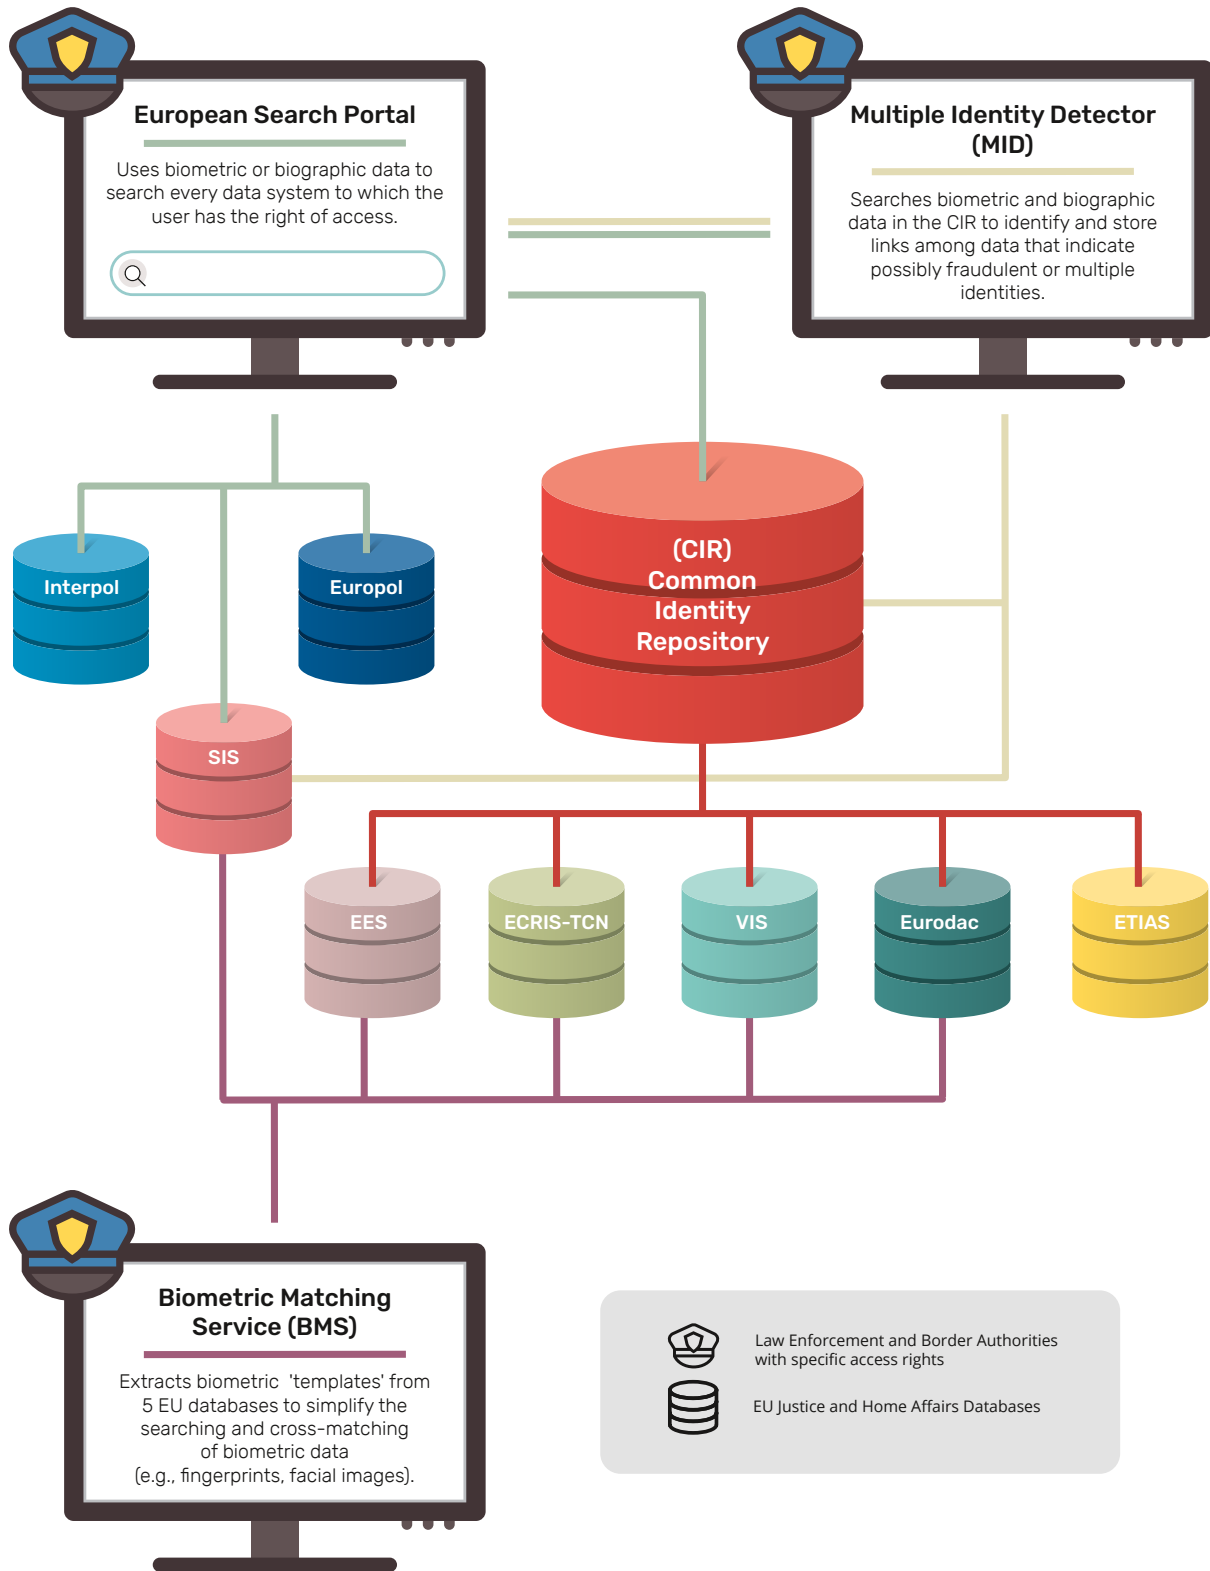 European Search Portal
Uses biometric or biographic data to
search every data system to which the
user has the right of access.
Multiple Identity Detector
(MID)
Searches biometric and biographic
data in the CIR to identify and store
links among data that indicate
possibly fraudulent or multiple
identities.
(CIR)
Common
Identity
Repository
Interpol
Europol
SIS
EES
ECRIS-TCN
VIS
Eurodac
ETIAS
Biometric Matching
Service (BMS)
Extracts biometric 'templates' from
5 EU databases to simplify the
searching and cross-matching
of biometric data
(e.g., fingerprints, facial images).
Law Enforcement and Border Authorities
with specific access rights
EU Justice and Home Affairs Databases